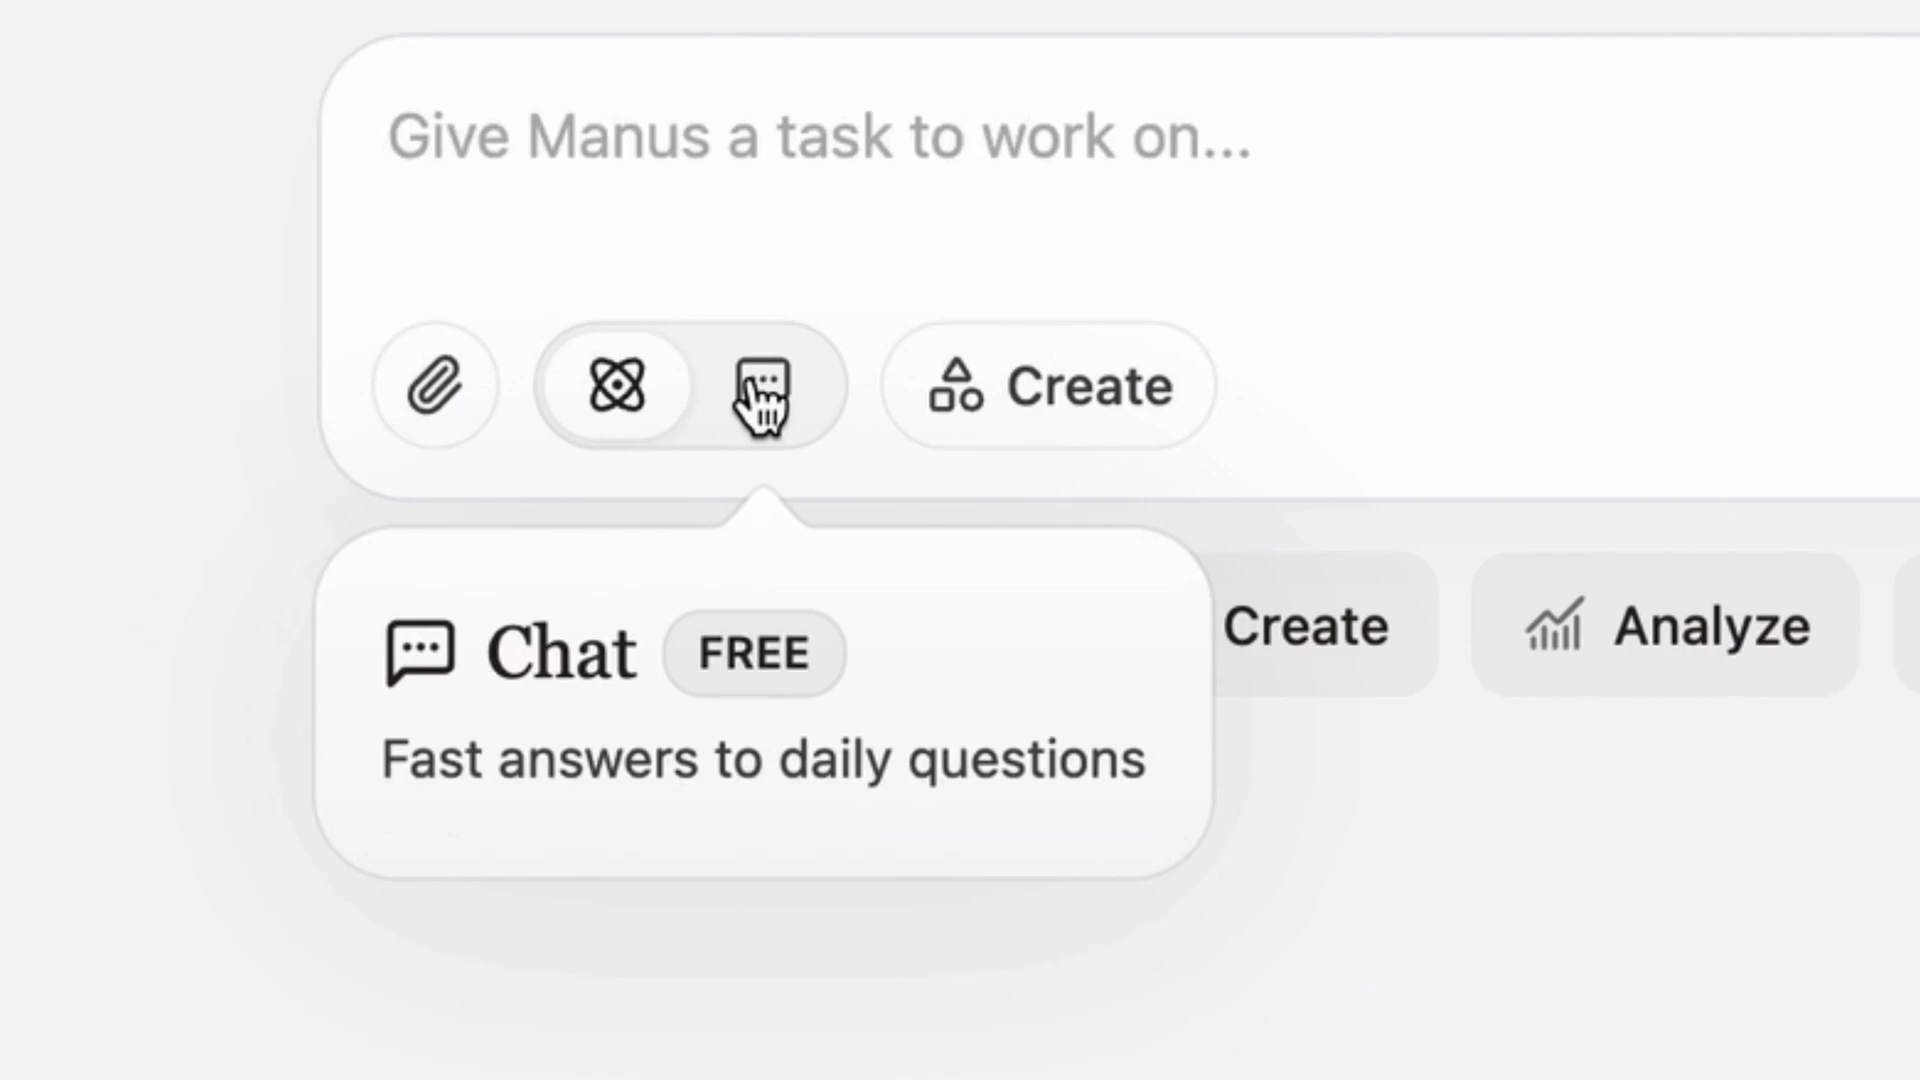 Give Manus a task to work on...
Create
Chat FREE
Fast answers to daily questions
Create
Analyze